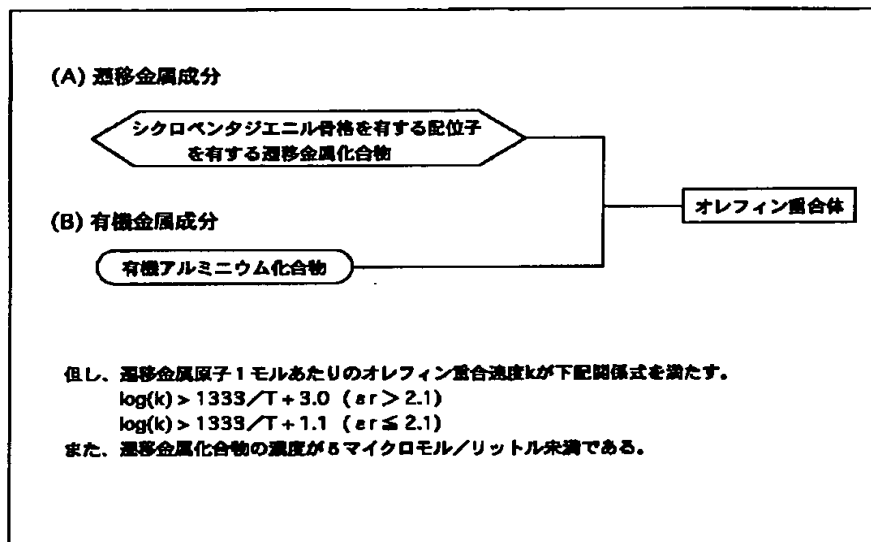 (A) 遷移金属成分
シクロペンタジエニル骨格を有する配位子
を有する遷移金属化合物
オレフィン重合体
(B) 有機金属成分
有機アルミニウム化合物
但し、遷移金属原子1モルあたりのオレフィン重合速度kが下記関係式を満たす。
log(k) > 1333/T + 3.0 (εr > 2.1)
log(k) > 1333/T + 1.1 (εr ≦ 2.1)
また、遷移金属化合物の濃度が5マイクロモル/リットル未満である。